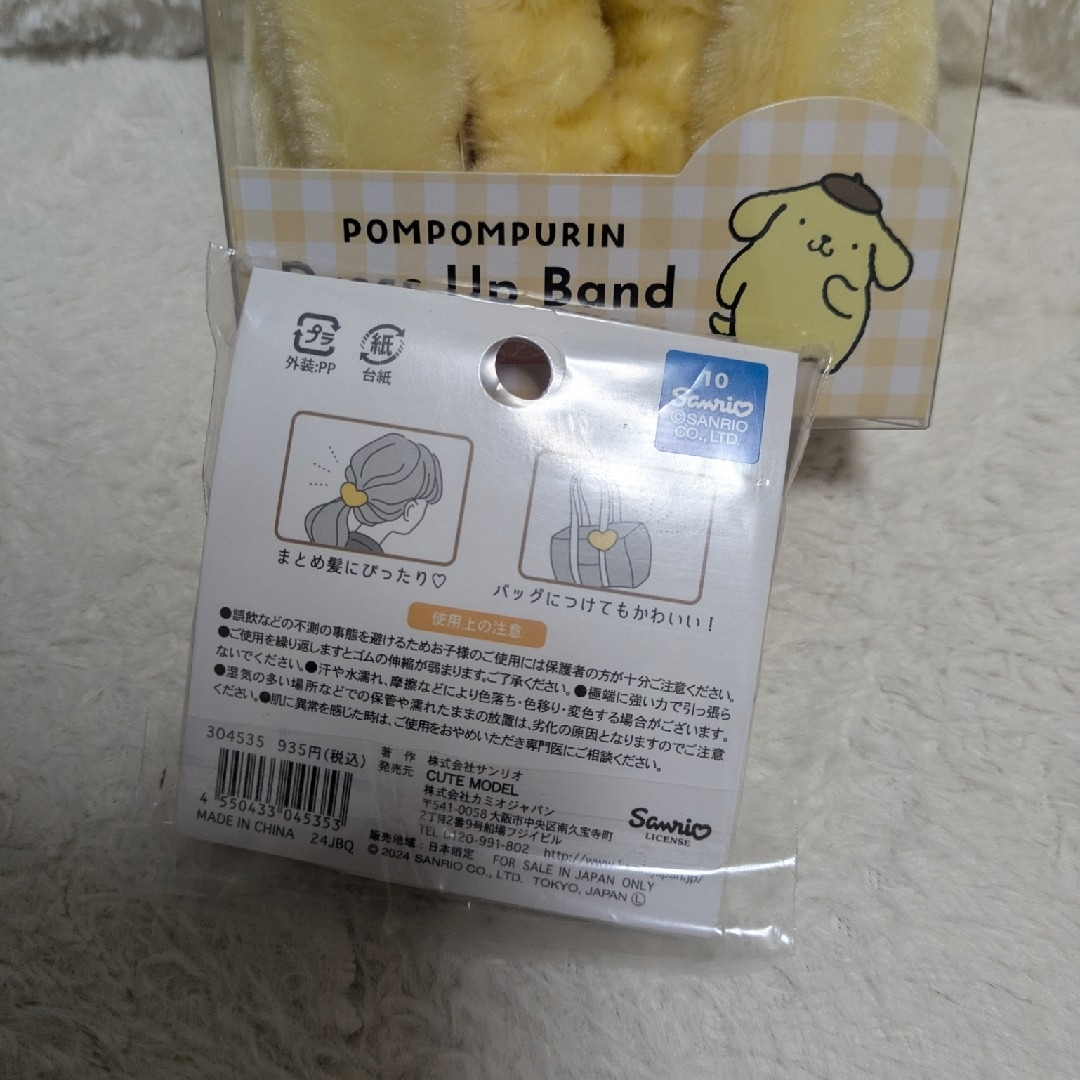 POMPOMPURIN
Dress Up Band
プラ
外装:PP
紙
台紙
10
Sanrio
©SANRIO
CO., LTD.
まとめ髪にぴったり♡
バッグにつけてもかわいい！
使用上の注意
●誤飲などの不測の事態を避けるためお子様のご使用には保護者の方が十分ご注意ください。
●ご使用を繰り返しますとゴムの伸縮が弱まります。ご了承ください。●極端に強い力で引っ張ら
ないでください。●汗や水濡れ、摩擦などにより色落ち・色移り・変色する場合がございます。
●湿気の多い場所などでの保管や濡れたままの放置は、劣化の原因となりますのでご注意
ください。●肌に異常を感じた時は、ご使用をおやめいただき専門医にご相談ください。
304535 935円(税込)
4 550433 045353
MADE IN CHINA 24JBQ
著作 株式会社サンリオ
発売元 CUTE MODEL
株式会社カミオジャパン
〒541-0058 大阪市中央区南久宝寺町
2丁目2番9号船場フジイビル
TEL 0120-991-802 http://www.
販売地域：日本限定 FOR SALE IN JAPAN ONLY
© 2024 SANRIO CO., LTD. TOKYO, JAPAN Ⓛ
Sanrio
LICENSE